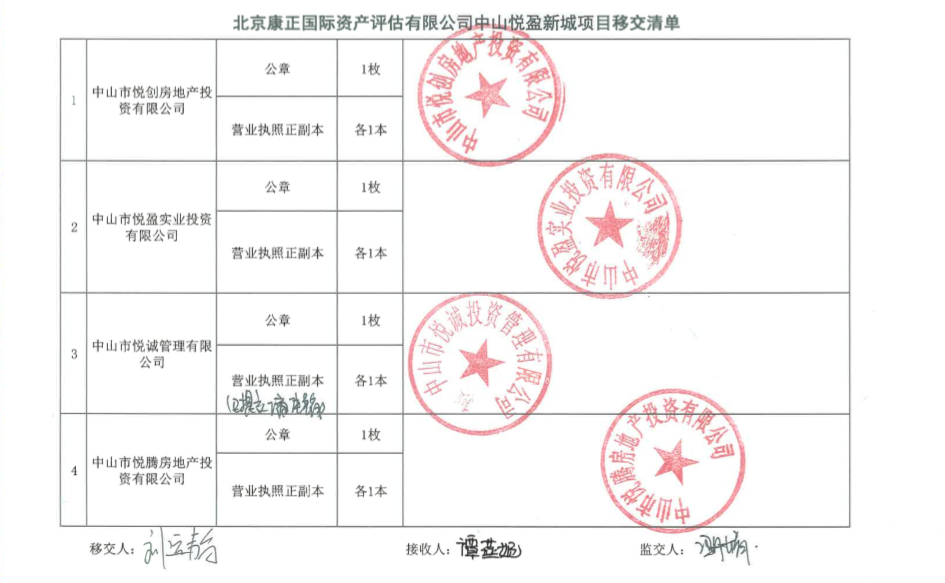 北京康正国际资产评估有限公司中山悦盈新城项目移交清单
1
中山市悦创房地产投
资有限公司
公章
1枚
营业执照正副本
各1本
中山市悦创房地产投资有限公司
2
中山市悦盈实业投资
有限公司
公章
1枚
营业执照正副本
各1本
中山市悦盈实业投资有限公司
3
中山市悦诚管理有限
公司
公章
1枚
营业执照正副本
各1本
中山市悦诚投资管理有限公司
4
中山市悦腾房地产投
资有限公司
公章
1枚
营业执照正副本
各1本
中山市悦腾房地产投资有限公司
移交人：
接收人：
监交人：